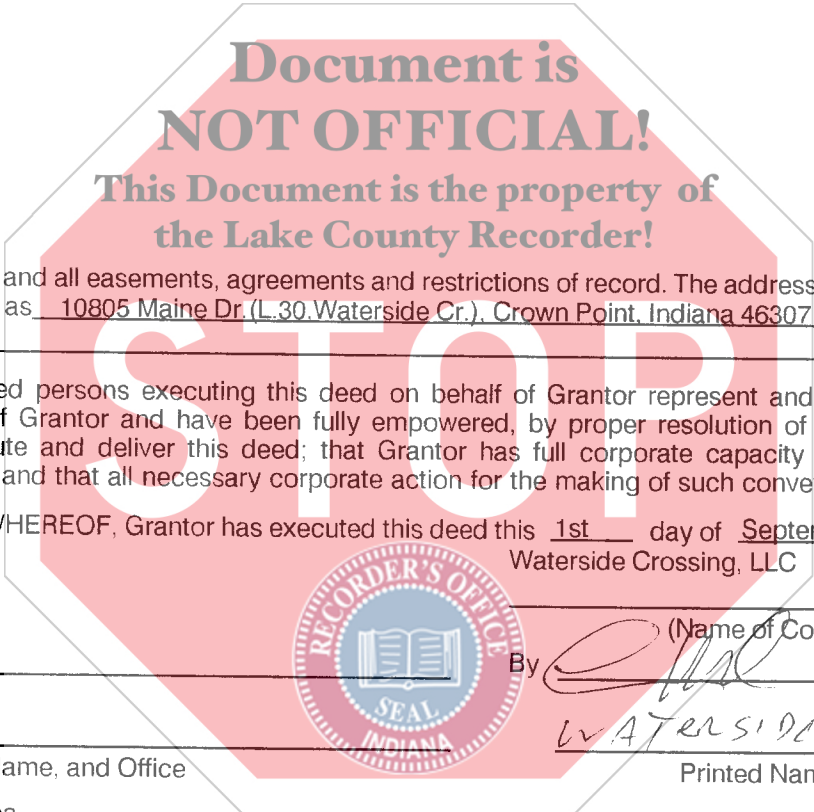 Document is
NOT OFFICIAL!
This Document is the property of
the Lake County Recorder!
and all easements, agreements and restrictions of record. The address
as 10805 Maine Dr.(L.30.Waterside Cr.), Crown Point, Indiana 46307
STOP
ed persons executing this deed on behalf of Grantor represent and
f Grantor and have been fully empowered, by proper resolution of
ute and deliver this deed; that Grantor has full corporate capacity
and that all necessary corporate action for the making of such conve
WHEREOF, Grantor has executed this deed this 1st day of Septem
Waterside Crossing, LLC
RECORDER'S OFFICE
SEAL
INDIANA
(Name of Co
By
WATERSIDE
ame, and Office
Printed Nam